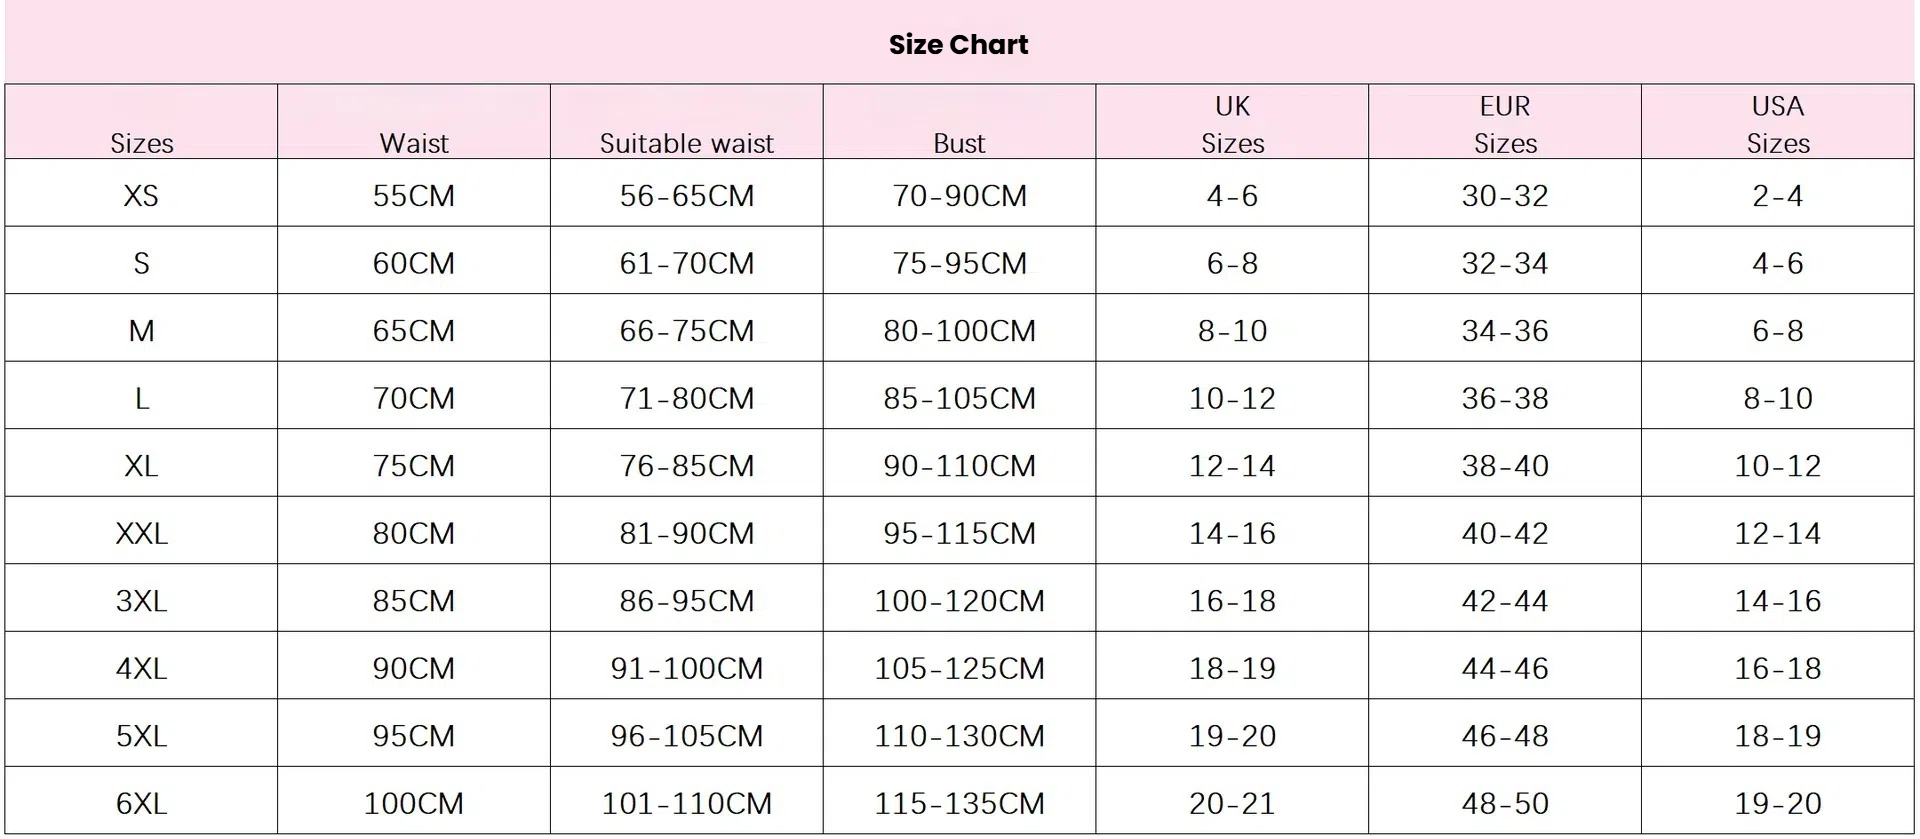 Size Chart
Sizes Waist Suitable waist Bust UK Sizes EUR Sizes USA Sizes
XS 55CM 56-65CM 70-90CM 4-6 30-32 2-4
S 60CM 61-70CM 75-95CM 6-8 32-34 4-6
M 65CM 66-75CM 80-100CM 8-10 34-36 6-8
L 70CM 71-80CM 85-105CM 10-12 36-38 8-10
XL 75CM 76-85CM 90-110CM 12-14 38-40 10-12
XXL 80CM 81-90CM 95-115CM 14-16 40-42 12-14
3XL 85CM 86-95CM 100-120CM 16-18 42-44 14-16
4XL 90CM 91-100CM 105-125CM 18-19 44-46 16-18
5XL 95CM 96-105CM 110-130CM 19-20 46-48 18-19
6XL 100CM 101-110CM 115-135CM 20-21 48-50 19-20